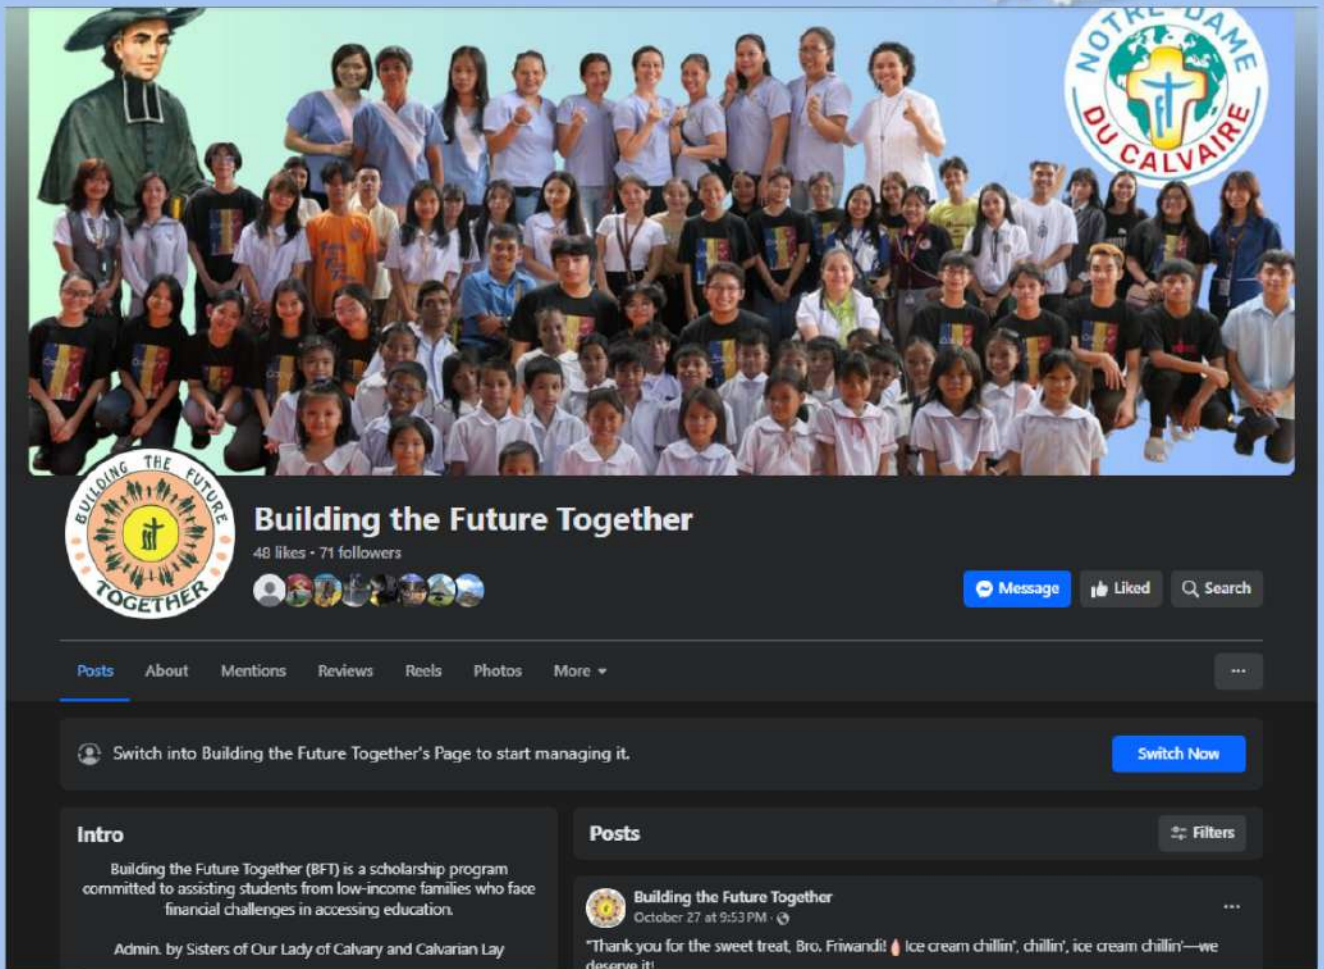 NOTRE-DAME
DU CALVAIRE
BUILDING THE FUTURE
TOGETHER
Building the Future Together
48 likes • 71 followers
Message
Liked
Search
Posts
About
Mentions
Reviews
Reels
Photos
More
Switch into Building the Future Together's Page to start managing it.
Switch Now
Intro
Building the Future Together (BFT) is a scholarship program
committed to assisting students from low-income families who face
financial challenges in accessing education.
Admin. by Sisters of Our Lady of Calvary and Calvarian Lay
Posts
Filters
Building the Future Together
October 27 at 9:53 PM ·
"Thank you for the sweet treat, Bro. Friwandi! Ice cream chillin', chillin', ice cream chillin'—we
deserve it!